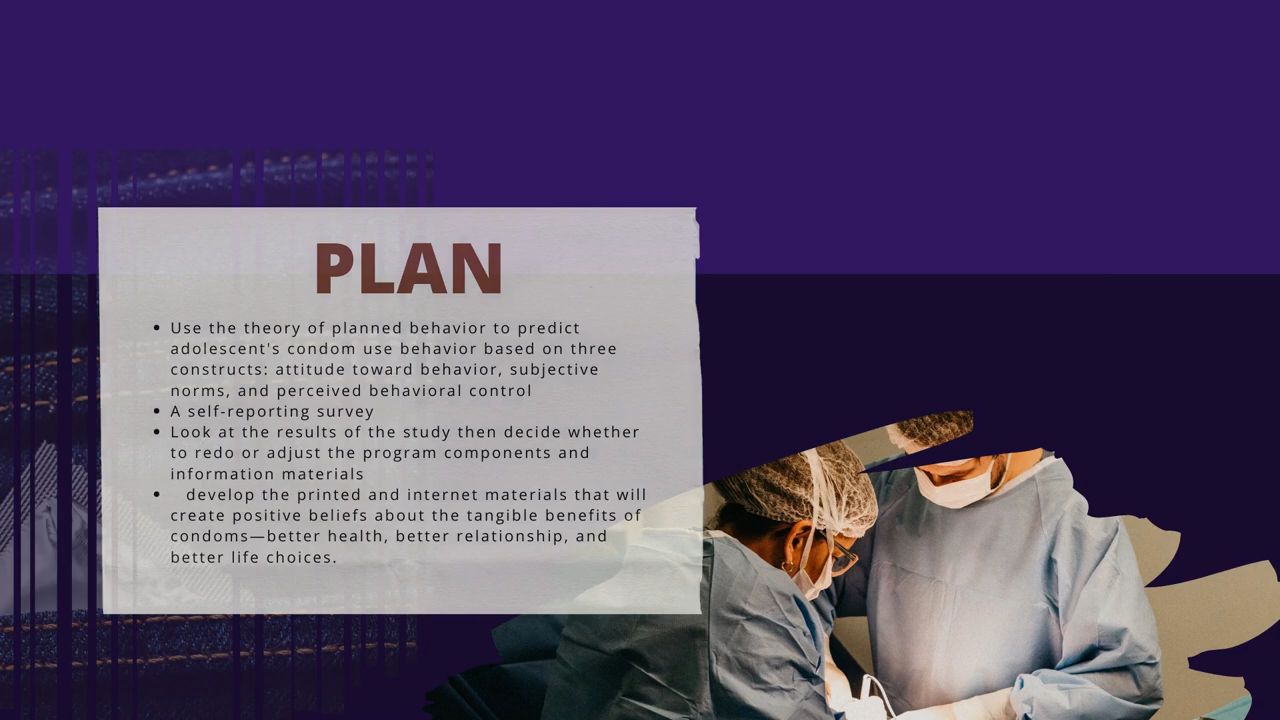 PLAN
• Use the theory of planned behavior to predict
adolescent's condom use behavior based on three
constructs: attitude toward behavior, subjective
norms, and perceived behavioral control
• A self-reporting survey
• Look at the results of the study then decide whether
to redo or adjust the program components and
information materials
• develop the printed and internet materials that will
create positive beliefs about the tangible benefits of
condoms—better health, better relationship, and
better life choices.